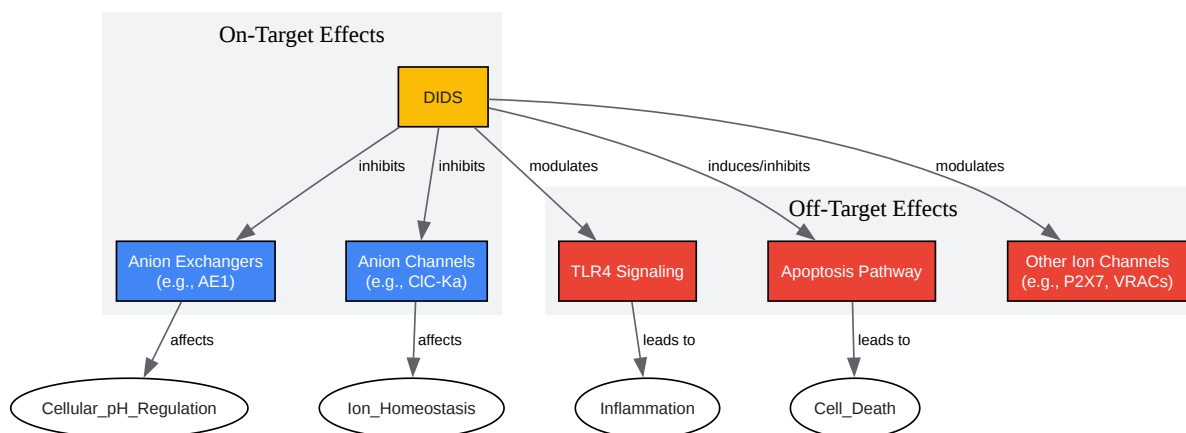 On-Target Effects
DIDS
inhibits
inhibits
modulates
induces/inhibits
modulates
Off-Target Effects
Anion Exchangers
(e.g., AE1)
Anion Channels
(e.g., ClC-Ka)
TLR4 Signaling
Apoptosis Pathway
Other Ion Channels
(e.g., P2X7, VRACs)
affects
affects
leads to
leads to
Cellular_pH_Regulation
Ion_Homeostasis
Inflammation
Cell_Death